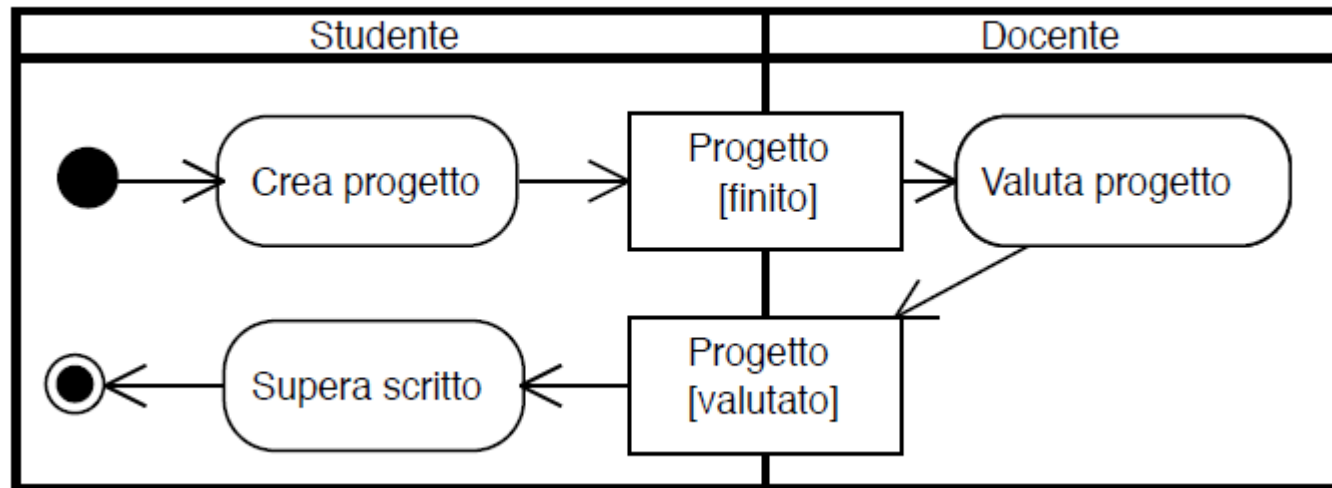 Studente
Docente
Crea progetto
Progetto
[finito]
Valuta progetto
Supera scritto
Progetto
[valutato]